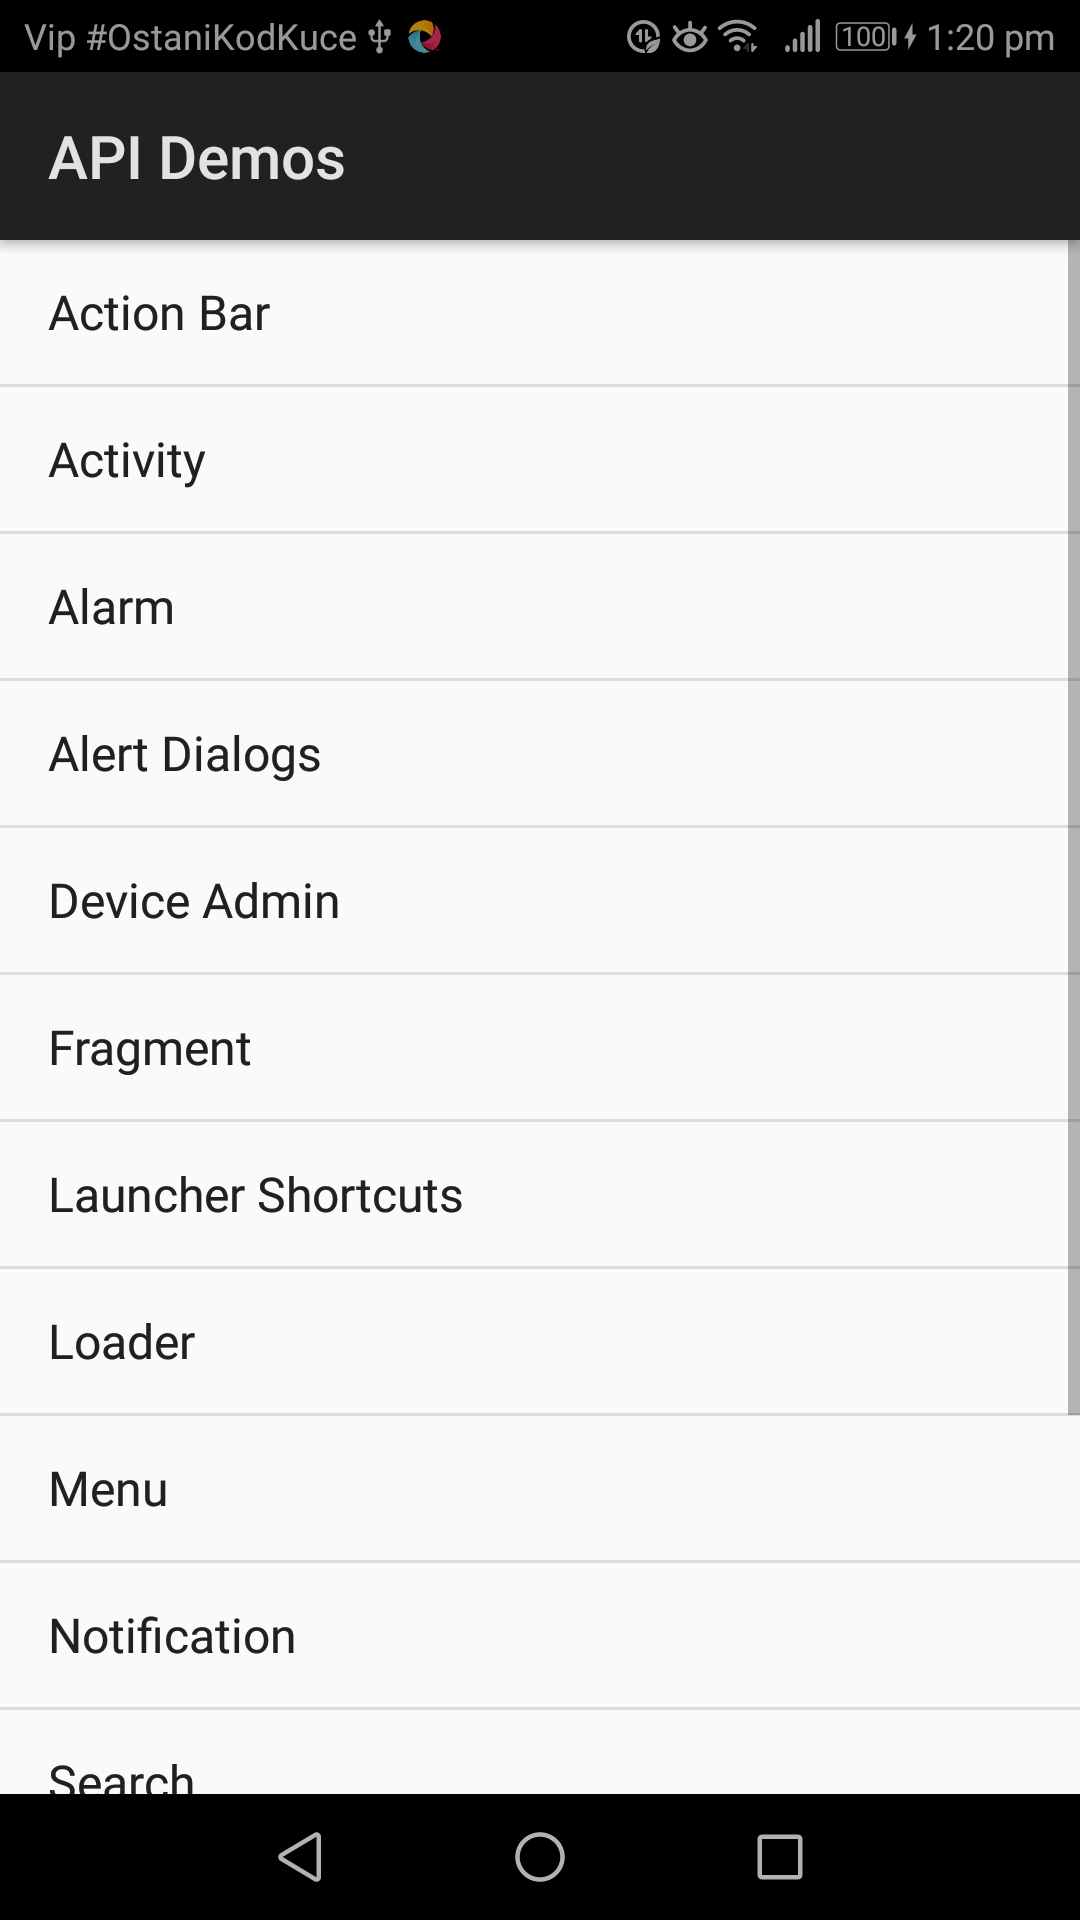 Vip #OstaniKodKuce 100 1:20 pm
API Demos
Action Bar
Activity
Alarm
Alert Dialogs
Device Admin
Fragment
Launcher Shortcuts
Loader
Menu
Notification
Search